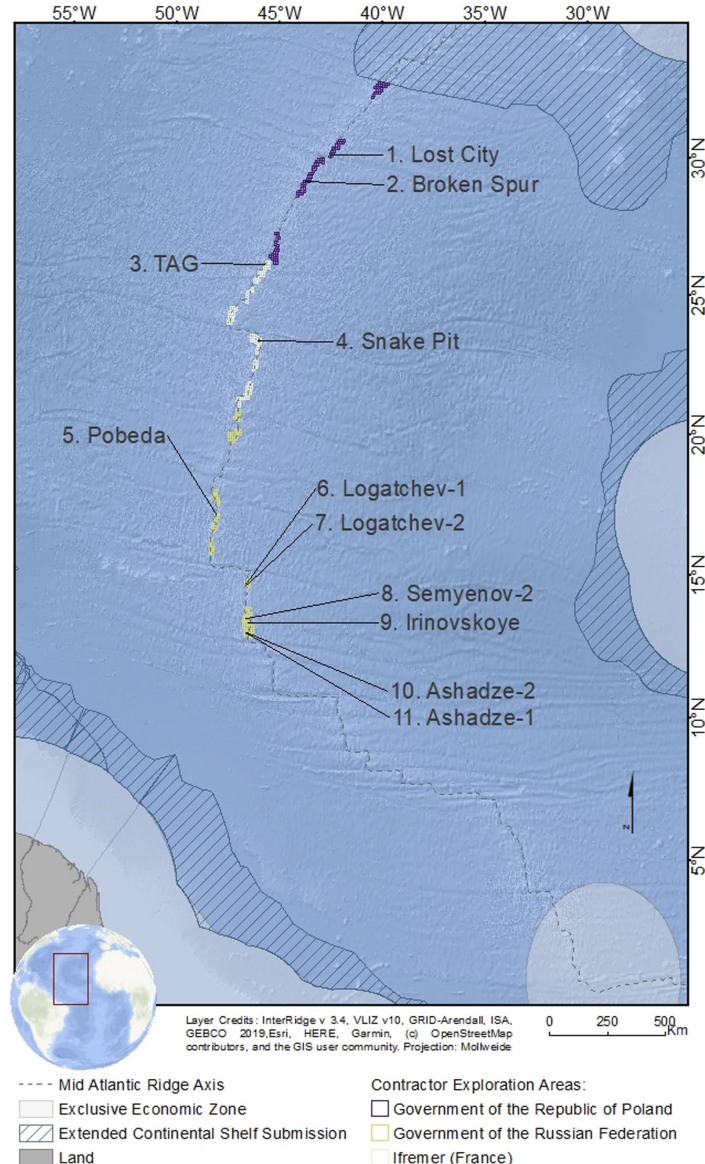 55°W 50°W 45°W 40°W 35°W 30°W
30°N
1. Lost City
2. Broken Spur
3. TAG
25°N
4. Snake Pit
20°N
5. Pobeda
6. Logatchev-1
7. Logatchev-2
15°N
8. Semyenov-2
9. Irinovskoye
10. Ashadze-2
11. Ashadze-1
10°N
N
5°N
Layer Credits: InterRidge v 3.4, VLIZ v10, GRID-Arendall, ISA,
GEBCO 2019,Esri, HERE, Garmin, (c) OpenStreetMap
contributors, and the GIS user community. Projection: Mollweide
0 250 500
Km
Mid Atlantic Ridge Axis
Exclusive Economic Zone
Extended Continental Shelf Submission
Land
Contractor Exploration Areas:
Government of the Republic of Poland
Government of the Russian Federation
Ifremer (France)